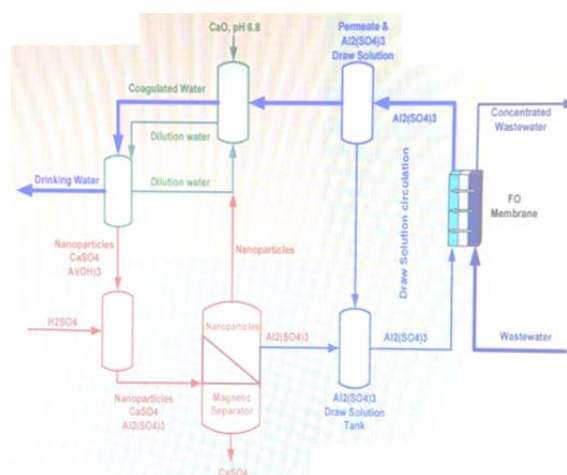 CaO, pH 6.8
Permeate &
Al2(SO4)3
Draw Solution
Coagulated Water
Al2(SO4)3
Concentrated
Wastewater
Dilution water
Drinking Water
Dilution water
Draw Solution circulation
FO
Membrane
Nanoparticles
CaSO4
Al(OH)3
Nanoparticles
H2SO4
Nanoparticles
Al2(SO4)3
Al2(SO4)3
Wastewater
Nanoparticles
CaSO4
Al2(SO4)3
Magnetic
Separator
Al2(SO4)3
Draw Solution
Tank
CaSO4